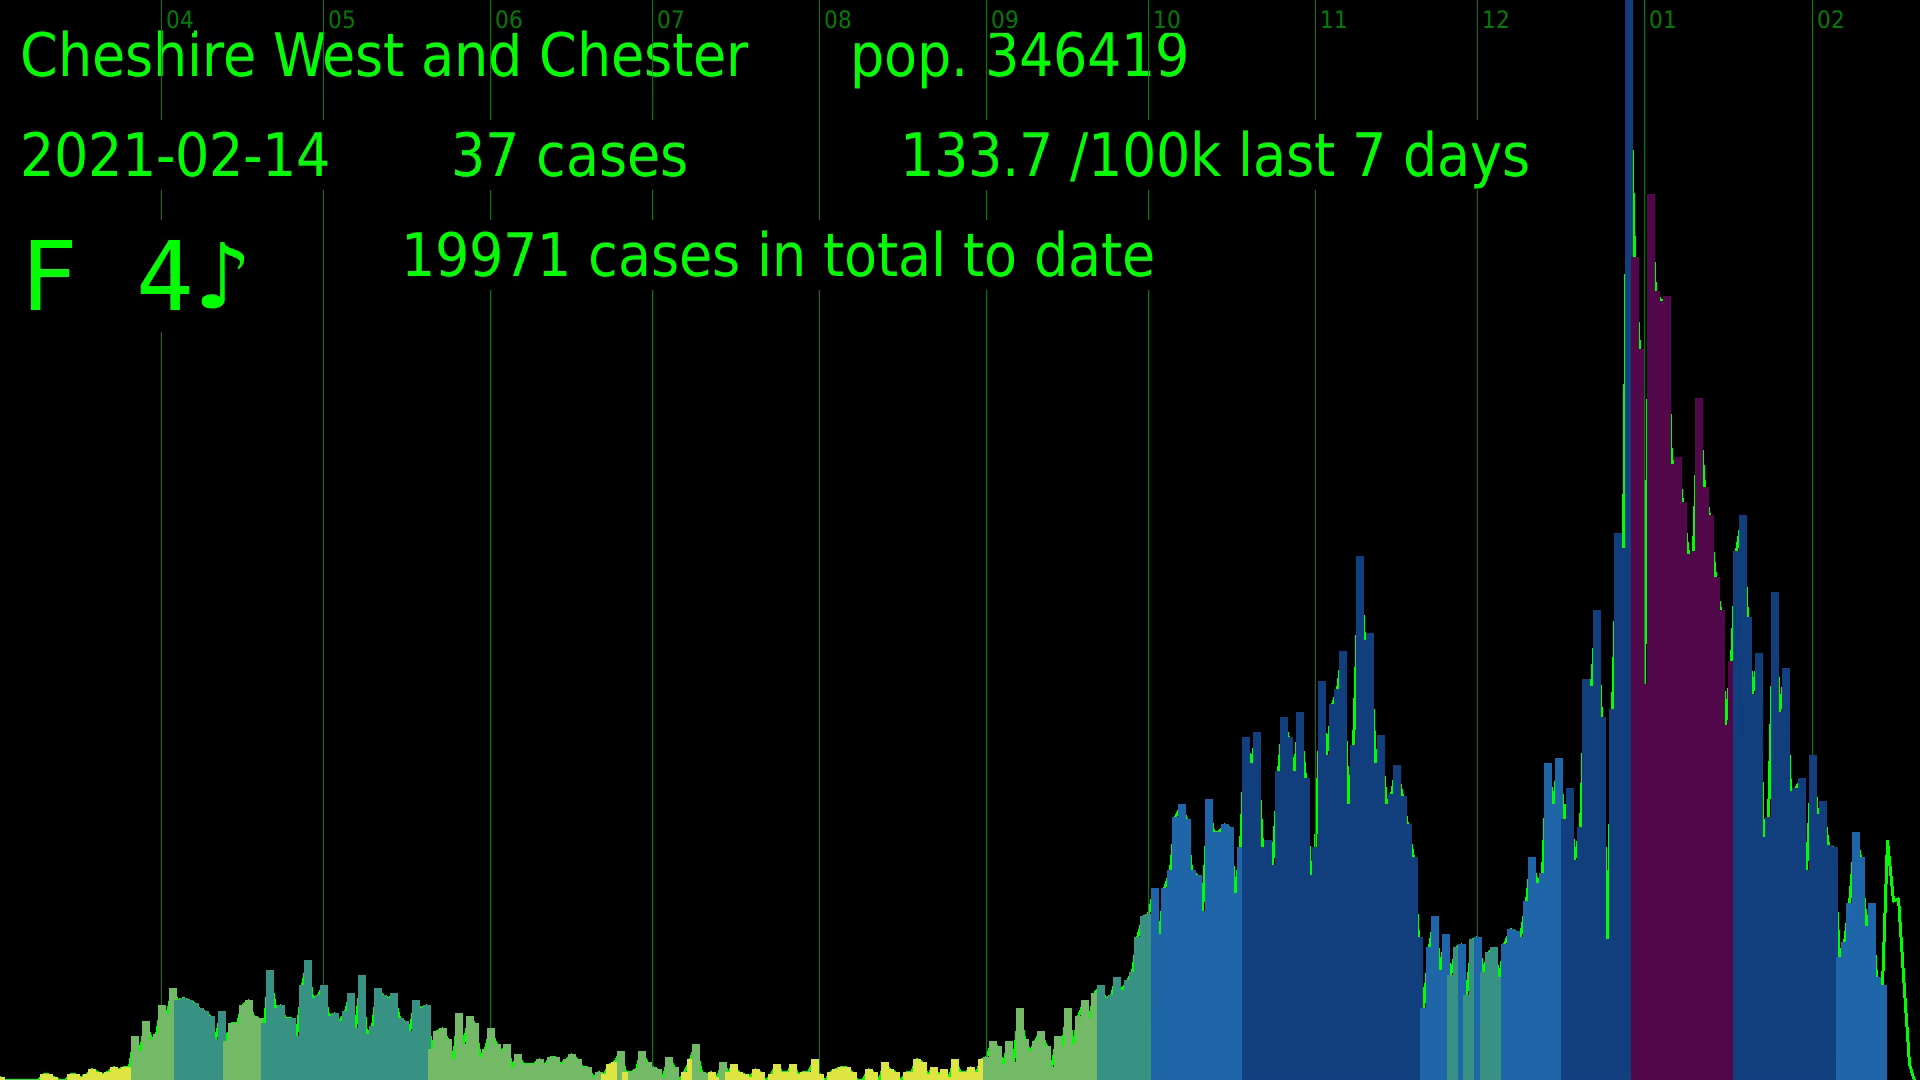 04 05 06 07 08 09 10 11 12 01 02
Cheshire West and Chester pop. 346419
2021-02-14 37 cases 133.7 /100k last 7 days
F 4♪ 19971 cases in total to date